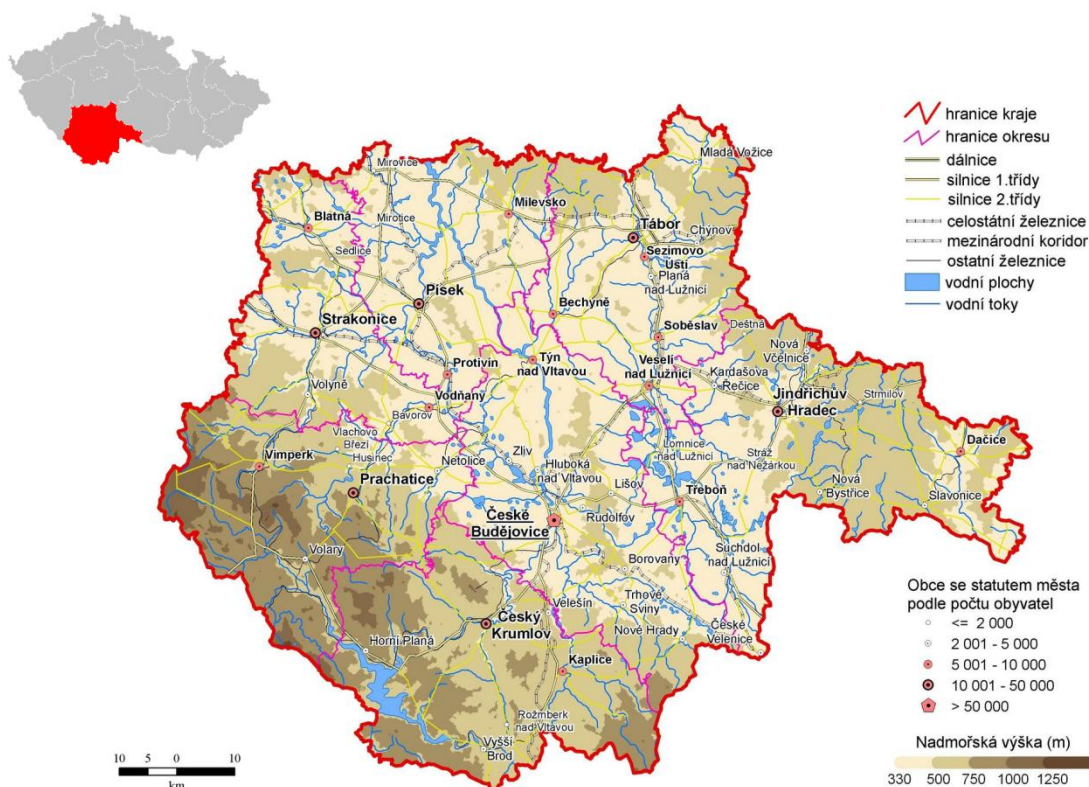 hranice kraje
hranice okresu
dálnice
silnice 1.třídy
silnice 2.třídy
celostátní železnice
mezinárodní koridor
ostatní železnice
vodní plochy
vodní toky
Mladá Vožice
Mirovice
Milevsko
Blatná
Mirotice
Tábor
Chýnov
Sedlice
Sezimovo
Ústí
Planá
nad Lužnicí
Písek
Bechyně
Strakonice
Soběslav
Deštná
Nová
Včelnice
Protivín
Týn
nad Vltavou
Veselí
nad Lužnicí
Kardašova
Řečice
Volyně
Vodňany
Jindřichův
Hradec
Strmilov
Bavorov
Vlachovo
Březí
Husinec
Netolice
Zliv
Lomnice
nad Lužnicí
Stráž
nad Nežárkou
Dačice
Vimperk
Hluboká
nad Vltavou
Lišov
Nová
Bystřice
Slavonice
Prachatice
Třeboň
České
Budějovice
Rudolfov
Volary
Borovany
Suchdol
nad Lužnicí
Trhové
Sviny
Velešín
Český
Krumlov
Nové Hrady
České
Velenice
Horní Planá
Kaplice
Rožmberk
nad Vltavou
Vyšší
Brod
Obce se statutem města
podle počtu obyvatel
<= 2 000
2 001 - 5 000
5 001 - 10 000
10 001 - 50 000
> 50 000
Nadmořská výška (m)
330 500 750 1000 1250
10 5 0 10
km